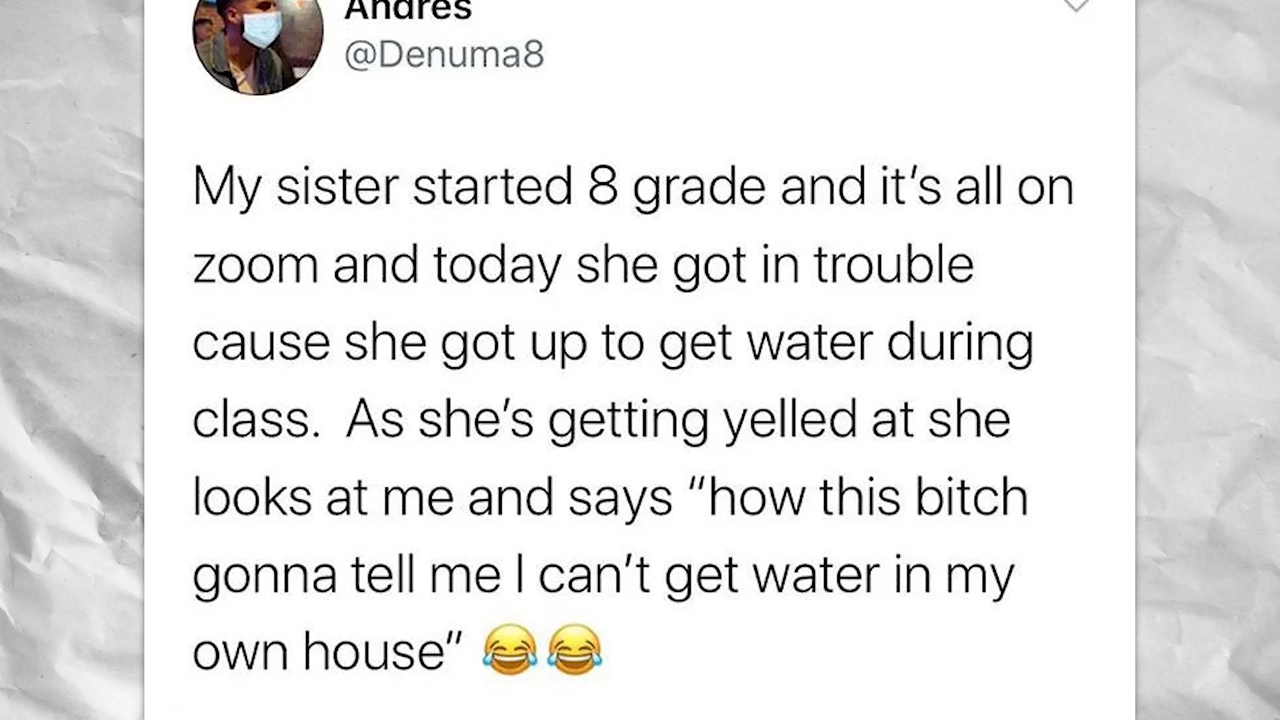 Andres
@Denuma8
My sister started 8 grade and it’s all on
zoom and today she got in trouble
cause she got up to get water during
class.  As she’s getting yelled at she
looks at me and says “how this bitch
gonna tell me I can’t get water in my
own house” 😂😂